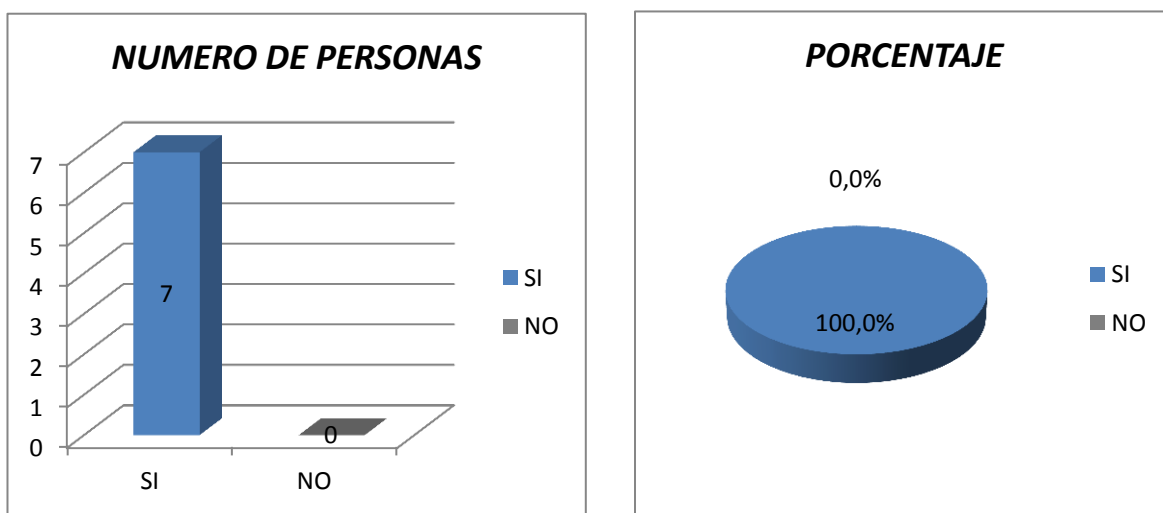 NUMERO DE PERSONAS
7
6
5
4
3
2
1
0
7
0
SI
NO
SI
NO
PORCENTAJE
0,0%
100,0%
SI
NO